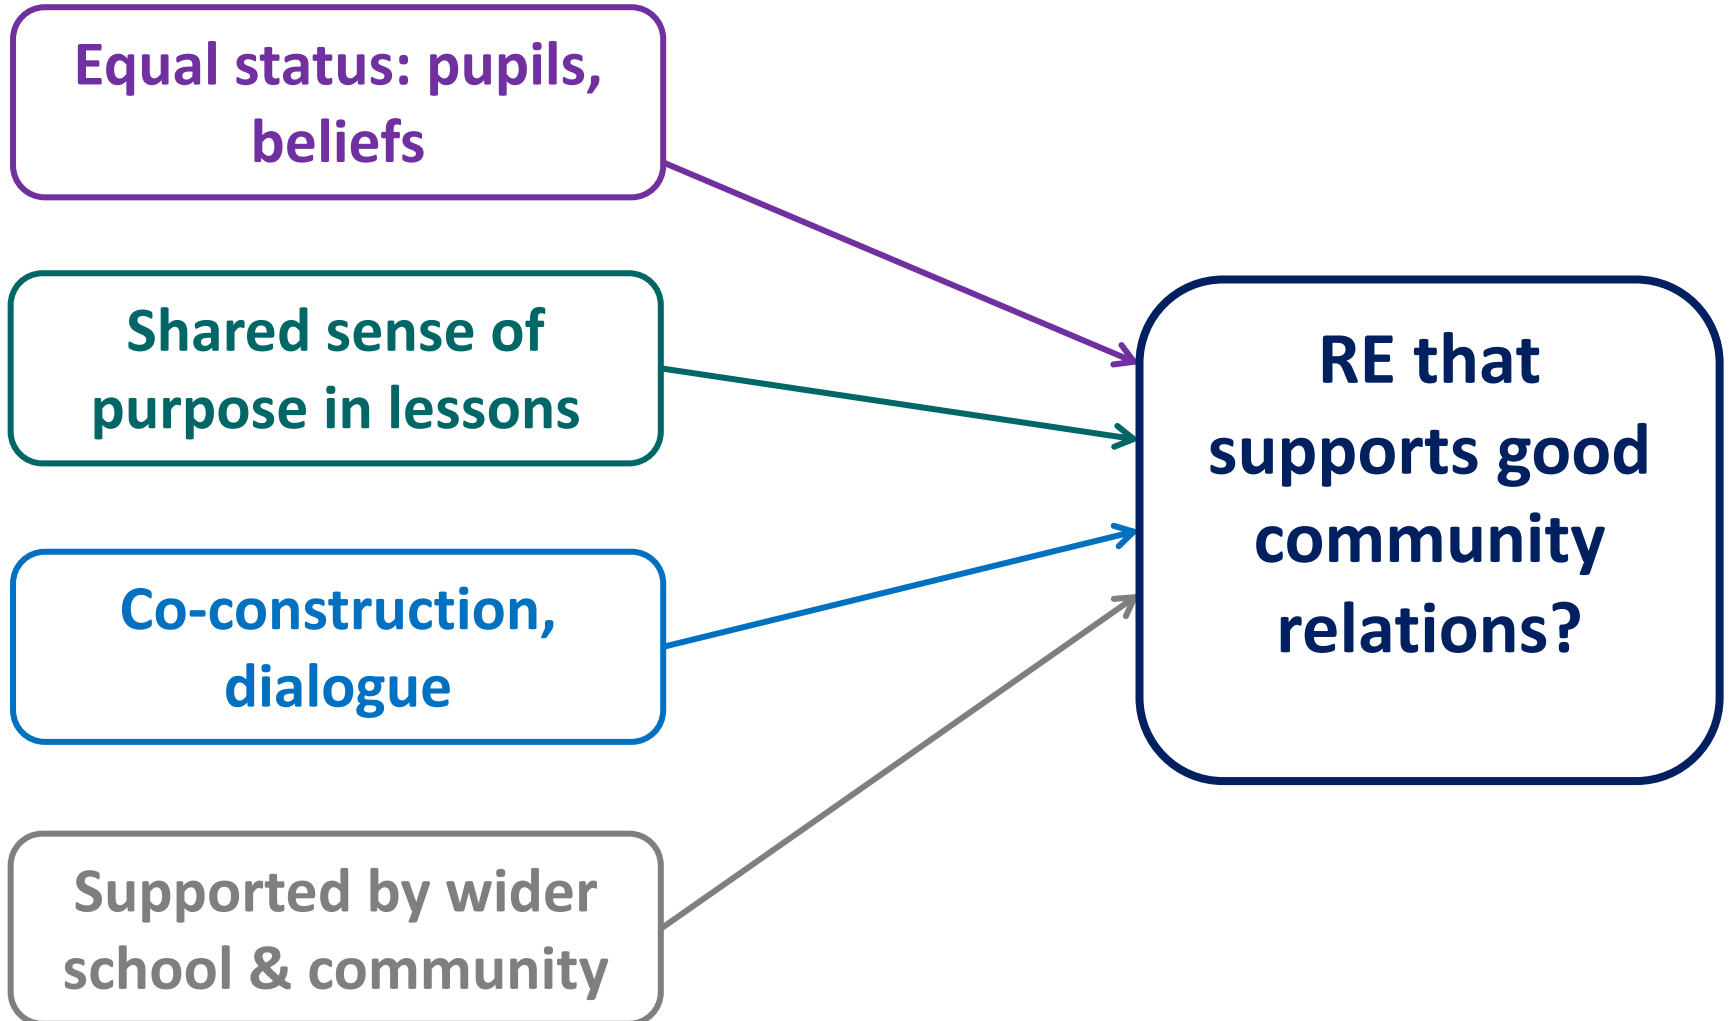 Equal status: pupils,
beliefs
Shared sense of
purpose in lessons
Co-construction,
dialogue
Supported by wider
school & community
RE that
supports good
community
relations?